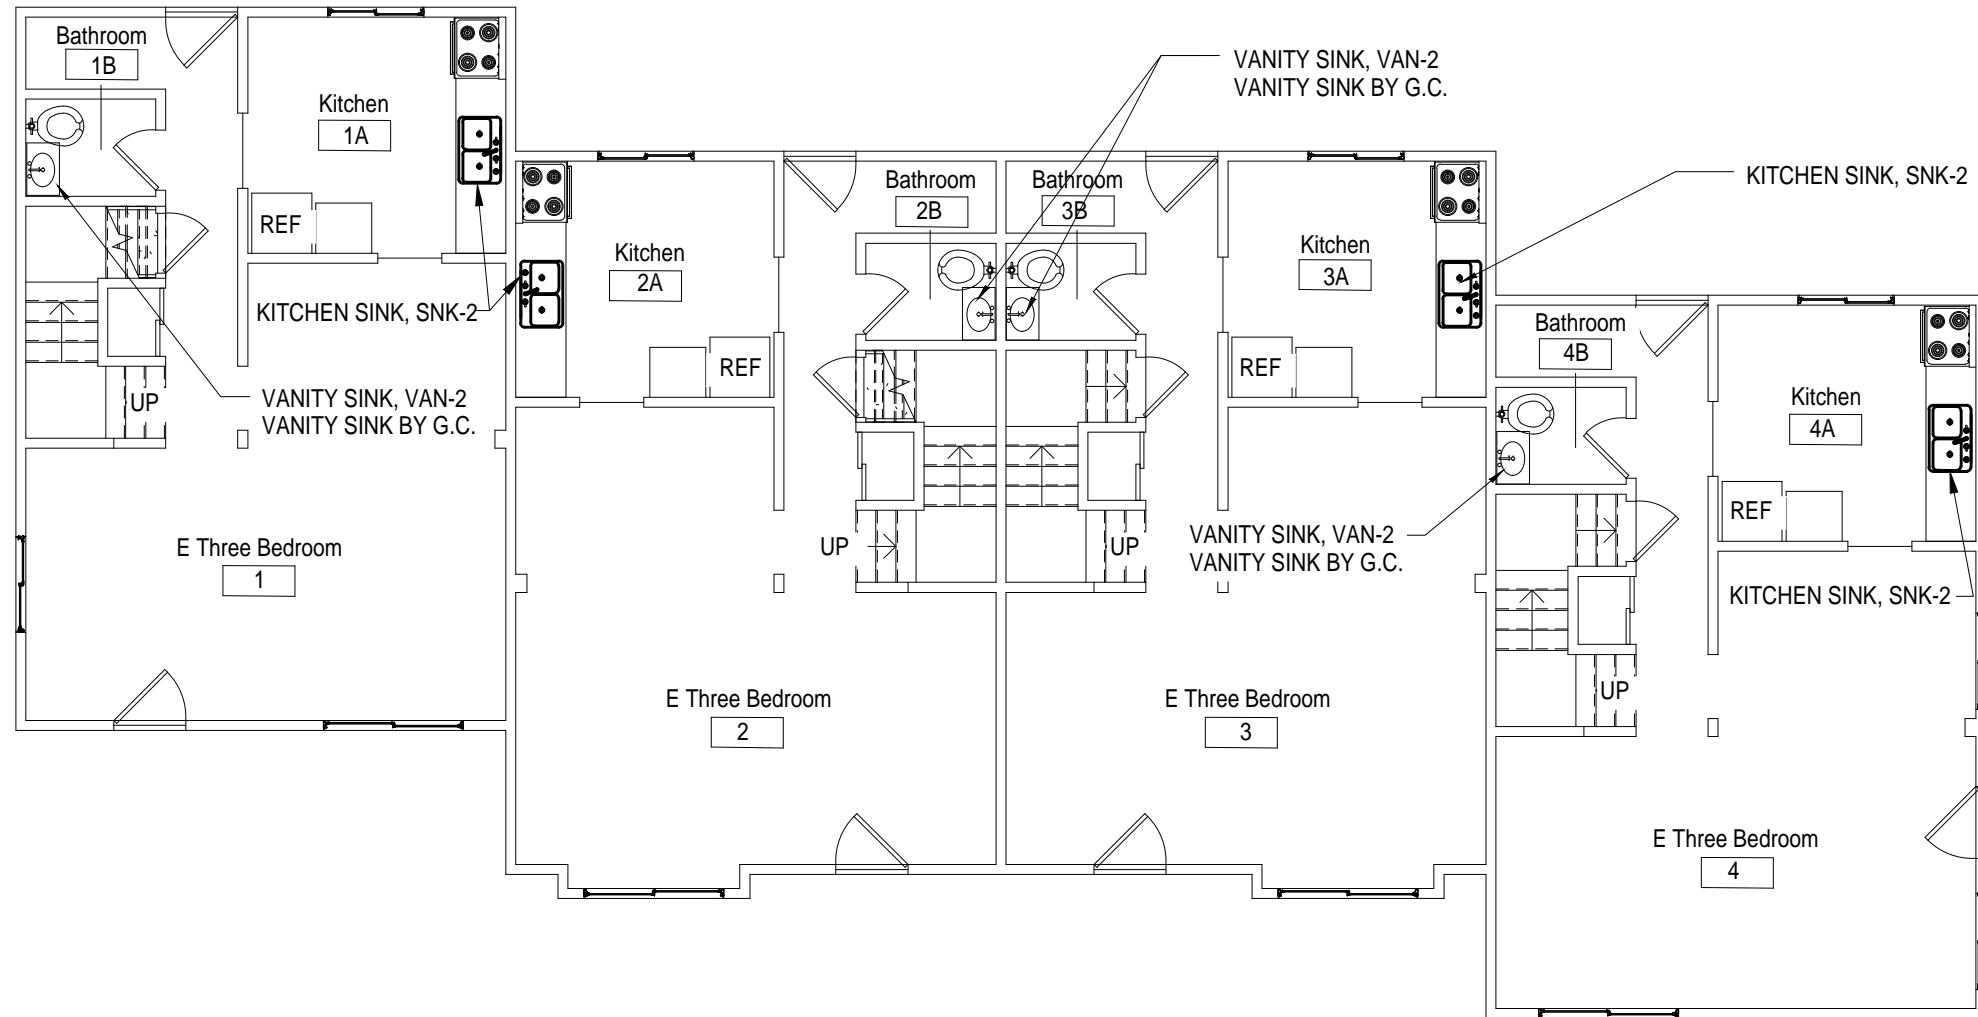 Bathroom
1B
Kitchen
1A
REF
KITCHEN SINK, SNK-2
VANITY SINK, VAN-2
VANITY SINK BY G.C.
UP
E Three Bedroom
1
VANITY SINK, VAN-2
VANITY SINK BY G.C.
Kitchen
2A
Bathroom
2B
REF
UP
E Three Bedroom
2
Bathroom
3B
Kitchen
3A
REF
KITCHEN SINK, SNK-2
UP
E Three Bedroom
3
VANITY SINK, VAN-2
VANITY SINK BY G.C.
Bathroom
4B
Kitchen
4A
REF
KITCHEN SINK, SNK-2
UP
E Three Bedroom
4